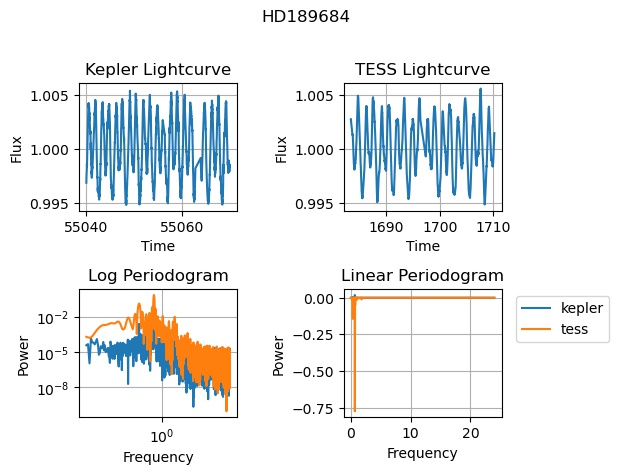 HD189684
Kepler Lightcurve
TESS Lightcurve
1.005
1.000
0.995
Flux
55040
55060
Time
1.005
1.000
0.995
Flux
1690
1700
1710
Time
Log Periodogram
Linear Periodogram
10⁻²
10⁻⁵
10⁻⁸
Power
10⁰
Frequency
0.00
−0.25
−0.50
−0.75
Power
0
10
20
Frequency
kepler
tess